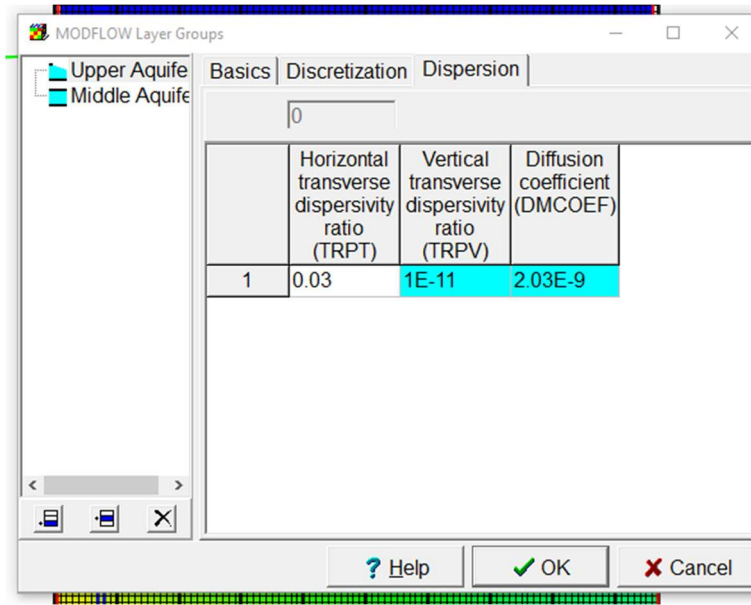 MODFLOW Layer Groups
Upper Aquife
Middle Aquife
Basics Discretization Dispersion
0
Horizontal transverse dispersivity ratio (TRPT)
Vertical transverse dispersivity ratio (TRPV)
Diffusion coefficient (DMCOEF)
1 0.03 1E-11 2.03E-9
? Help
OK
Cancel